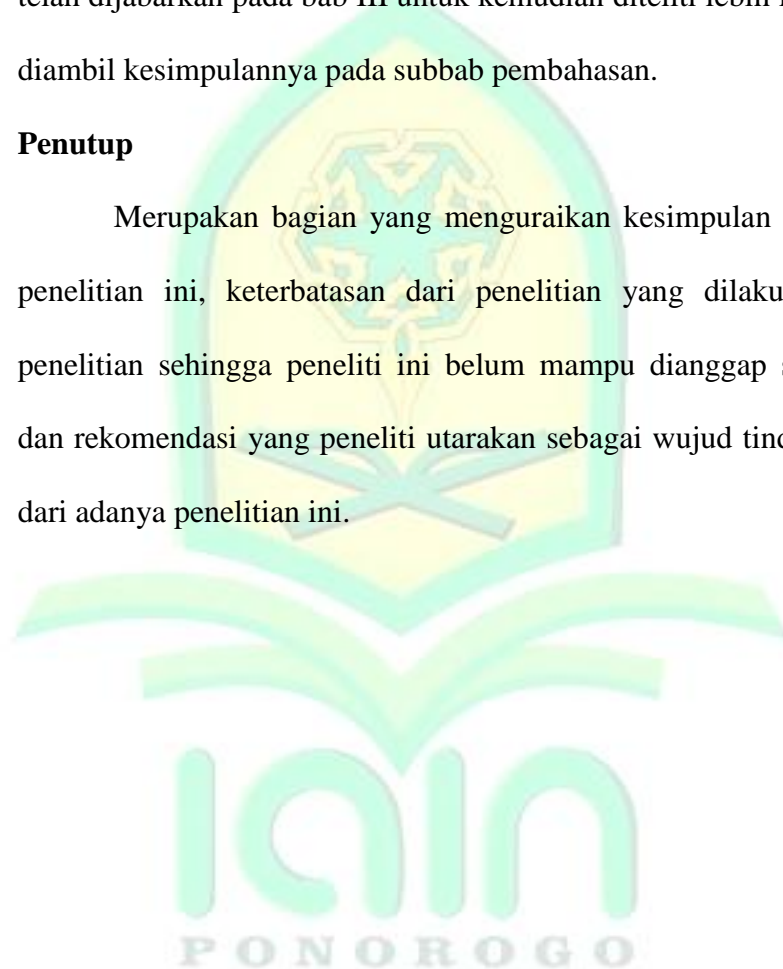 telah dijabarkan pada bab III untuk kemudian diteliti lebih
diambil kesimpulannya pada subbab pembahasan.
Penutup
Merupakan bagian yang menguraikan kesimpulan
penelitian ini, keterbatasan dari penelitian yang
penelitian sehingga peneliti ini belum mampu dianggap
dan rekomendasi yang peneliti utarakan sebagai wujud
dari adanya penelitian ini.
IAIN
PONOROGO